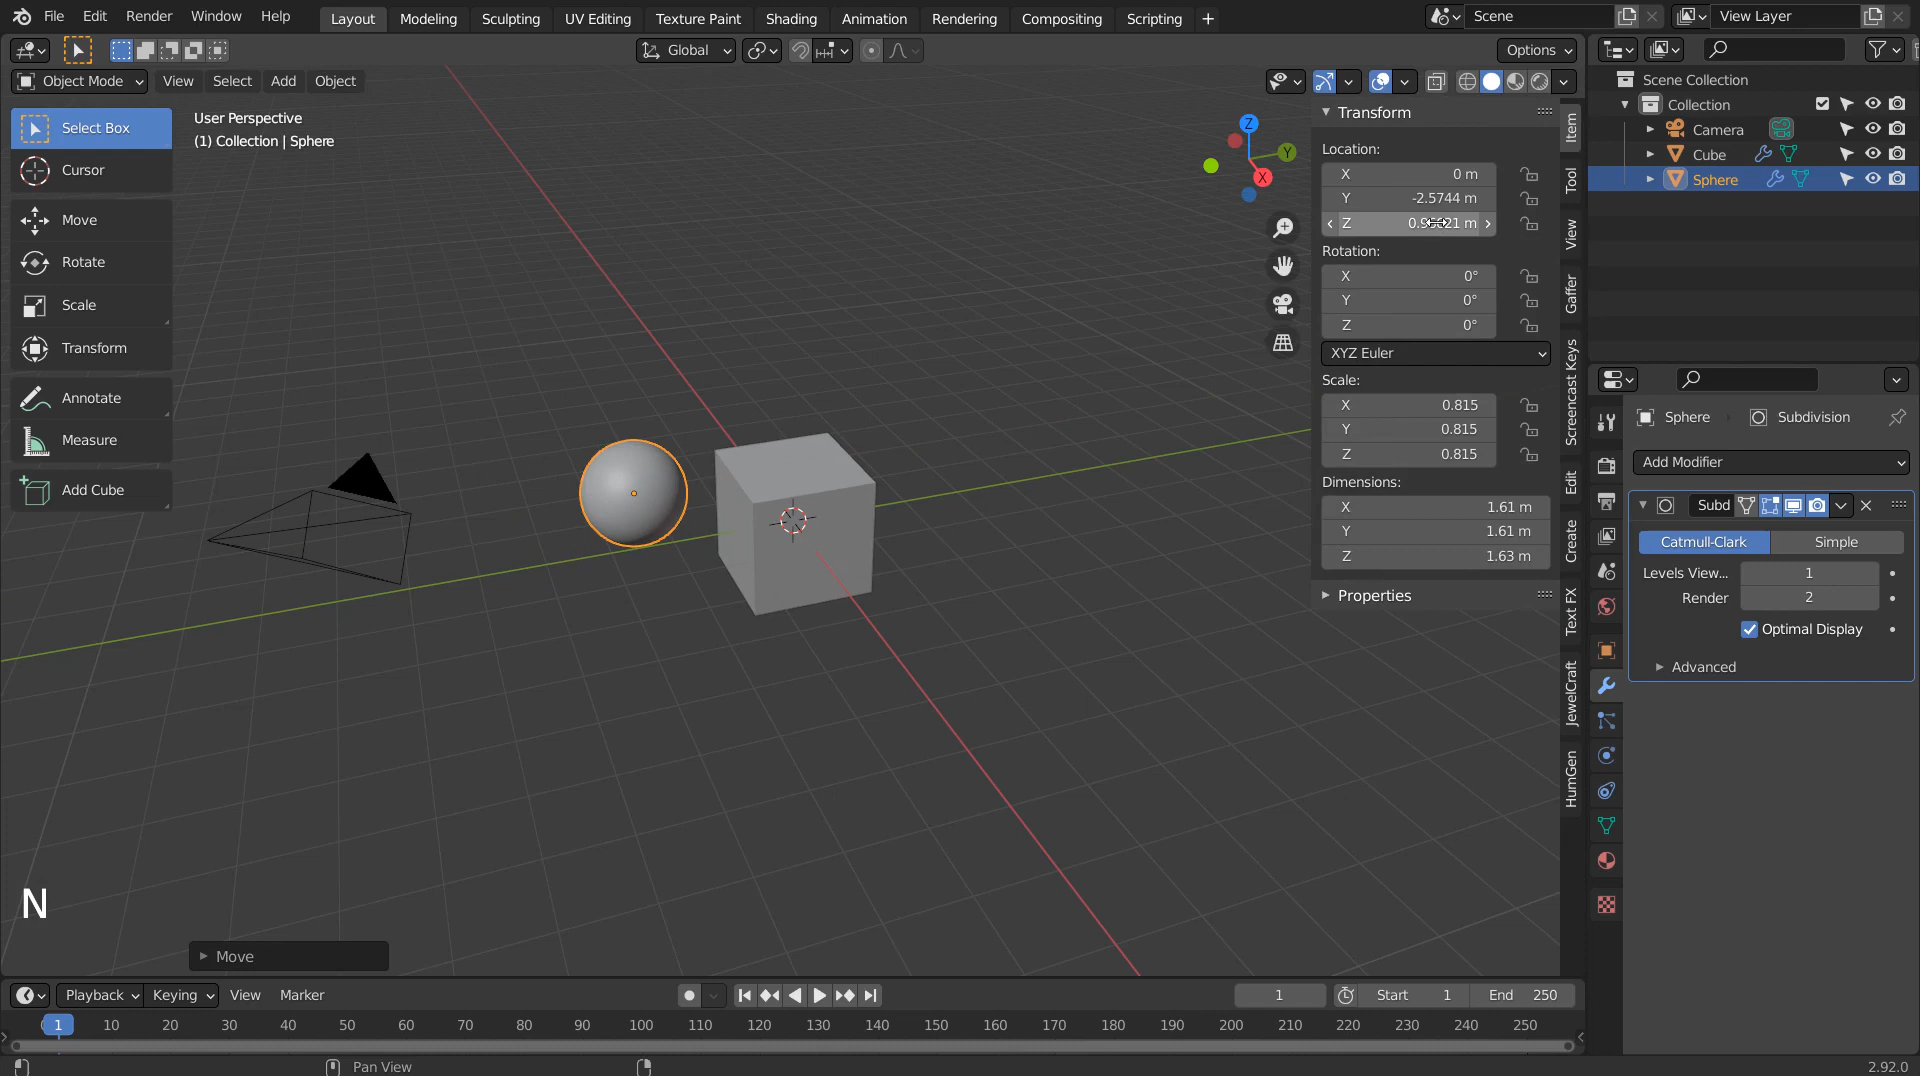 File Edit Render Window Help Layout Modeling Sculpting UV Editing Texture Paint Shading Animation Rendering Compositing Scripting + Scene View Layer
Global Options
Object Mode View Select Add Object
User Perspective
(1) Collection | Sphere
Select Box
Cursor
Move
Rotate
Scale
Transform
Annotate
Measure
Add Cube
Z
Y
X
Transform
Location:
X 0 m
Y -2.5744 m
Z m
Rotation:
X 0°
Y 0°
Z 0°
XYZ Euler
Scale:
X 0.815
Y 0.815
Z 0.815
Dimensions:
X 1.61 m
Y 1.61 m
Z 1.63 m
Properties
Item
Tool
View
Gaffer
Screencast Keys
Edit
Create
Text FX
JewelCraft
HumGen
Scene Collection
Collection
Camera
Cube
Sphere
Sphere Subdivision
Add Modifier
Subd
Catmull-Clark Simple
Levels View... 1
Render 2
Optimal Display
Advanced
N
Move
Playback Keying View Marker 1 Start 1 End 250
1 10 20 30 40 50 60 70 80 90 100 110 120 130 140 150 160 170 180 190 200 210 220 230 240 250
Pan View 2.92.0